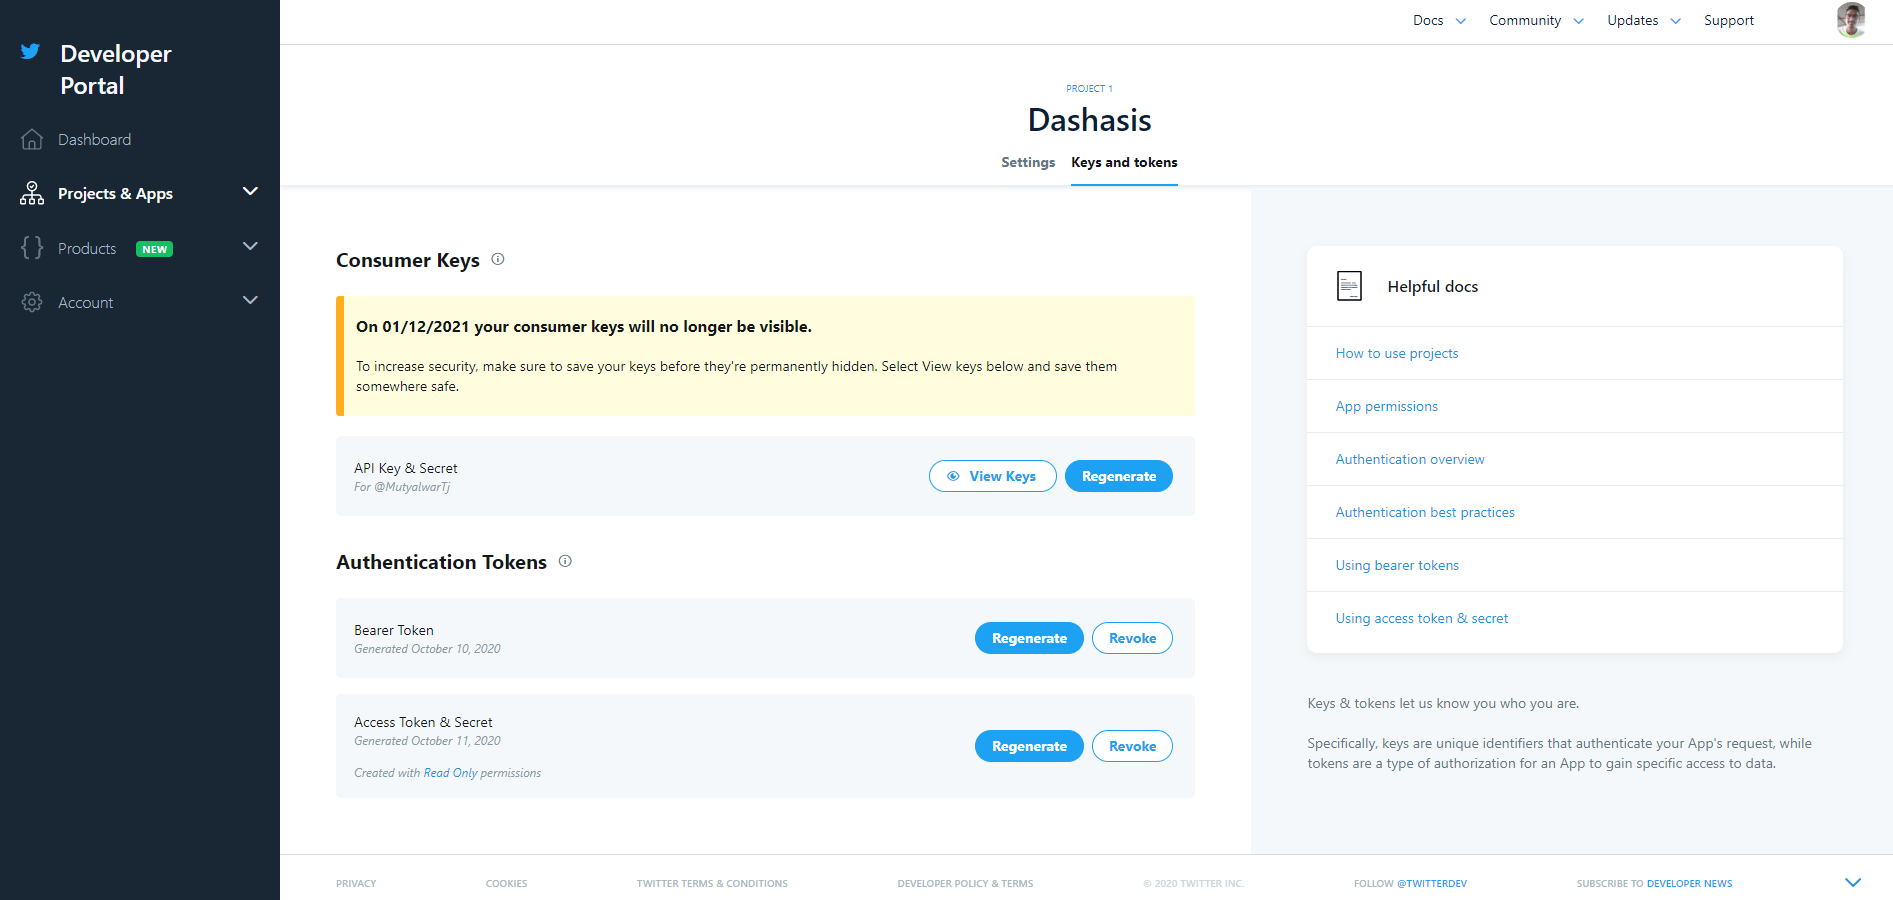 Developer
Portal
Dashboard
Projects & Apps
Products NEW
Account
Docs Community Updates Support
PROJECT 1
Dashasis
Settings Keys and tokens
Consumer Keys
On 01/12/2021 your consumer keys will no longer be visible.
To increase security, make sure to save your keys before they're permanently hidden. Select View keys below and save them
somewhere safe.
API Key & Secret
For @MutyalwarTj
View Keys Regenerate
Authentication Tokens
Bearer Token
Generated October 10, 2020
Regenerate Revoke
Access Token & Secret
Generated October 11, 2020
Created with Read Only permissions
Regenerate Revoke
Helpful docs
How to use projects
App permissions
Authentication overview
Authentication best practices
Using bearer tokens
Using access token & secret
Keys & tokens let us know you who you are.
Specifically, keys are unique identifiers that authenticate your App's request, while
tokens are a type of authorization for an App to gain specific access to data.
PRIVACY COOKIES TWITTER TERMS & CONDITIONS DEVELOPER POLICY & TERMS © 2020 TWITTER INC. FOLLOW @TWITTERDEV SUBSCRIBE TO DEVELOPER NEWS